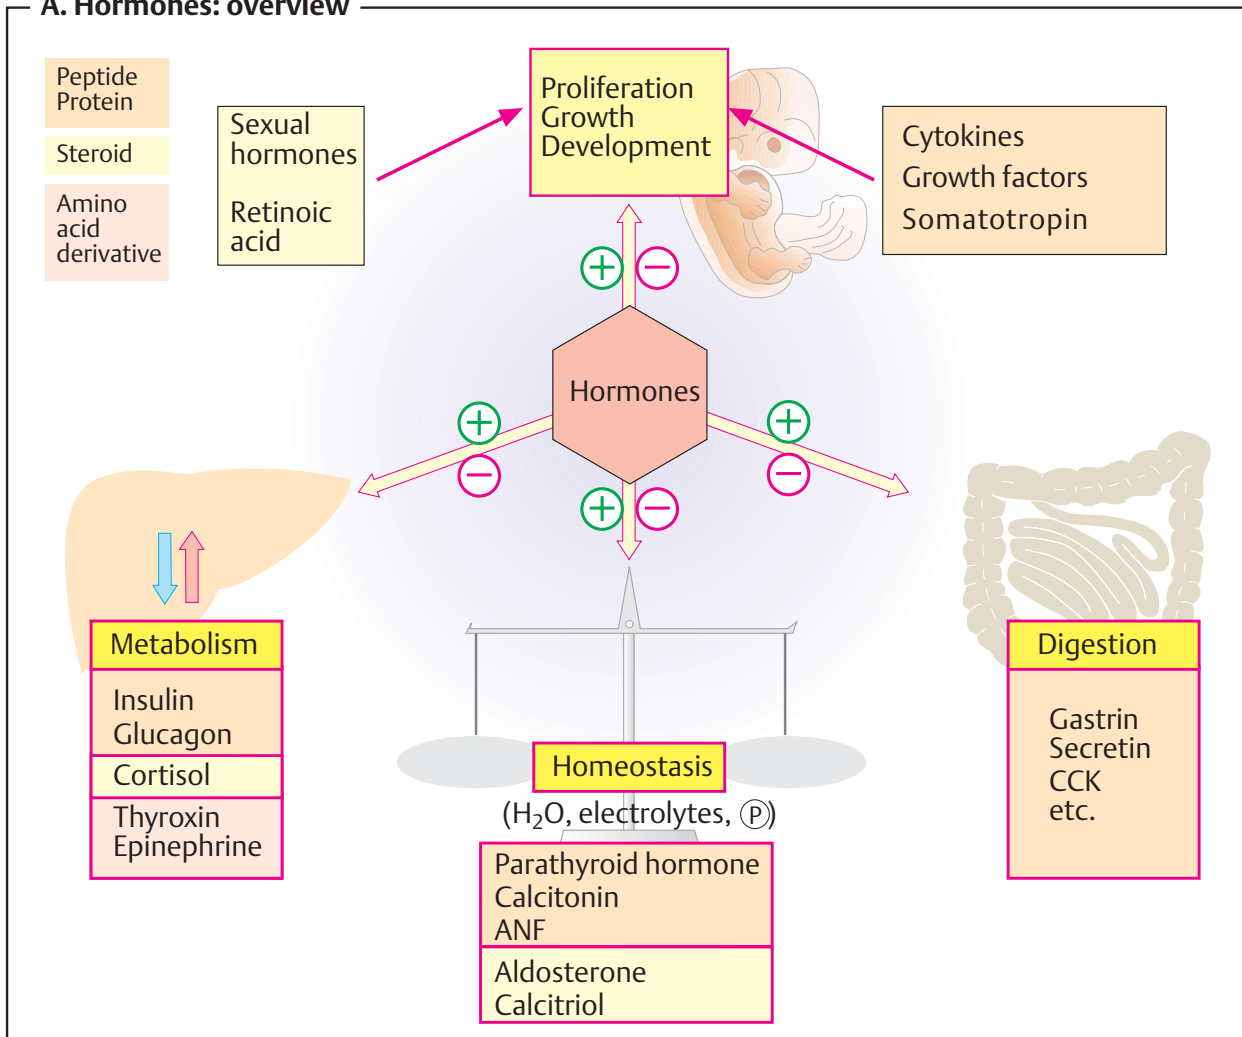 A. Hormones: overview
Peptide
Protein
Steroid
Amino
acid
derivative
Sexual
hormones
Retinoic
acid
Proliferation
Growth
Development
Cytokines
Growth factors
Somatotropin
+ −
Hormones
+
−
+
−
+ −
Metabolism
Insulin
Glucagon
Cortisol
Thyroxin
Epinephrine
Homeostasis
(H₂O, electrolytes, Ⓟ)
Parathyroid hormone
Calcitonin
ANF
Aldosterone
Calcitriol
Digestion
Gastrin
Secretin
CCK
etc.